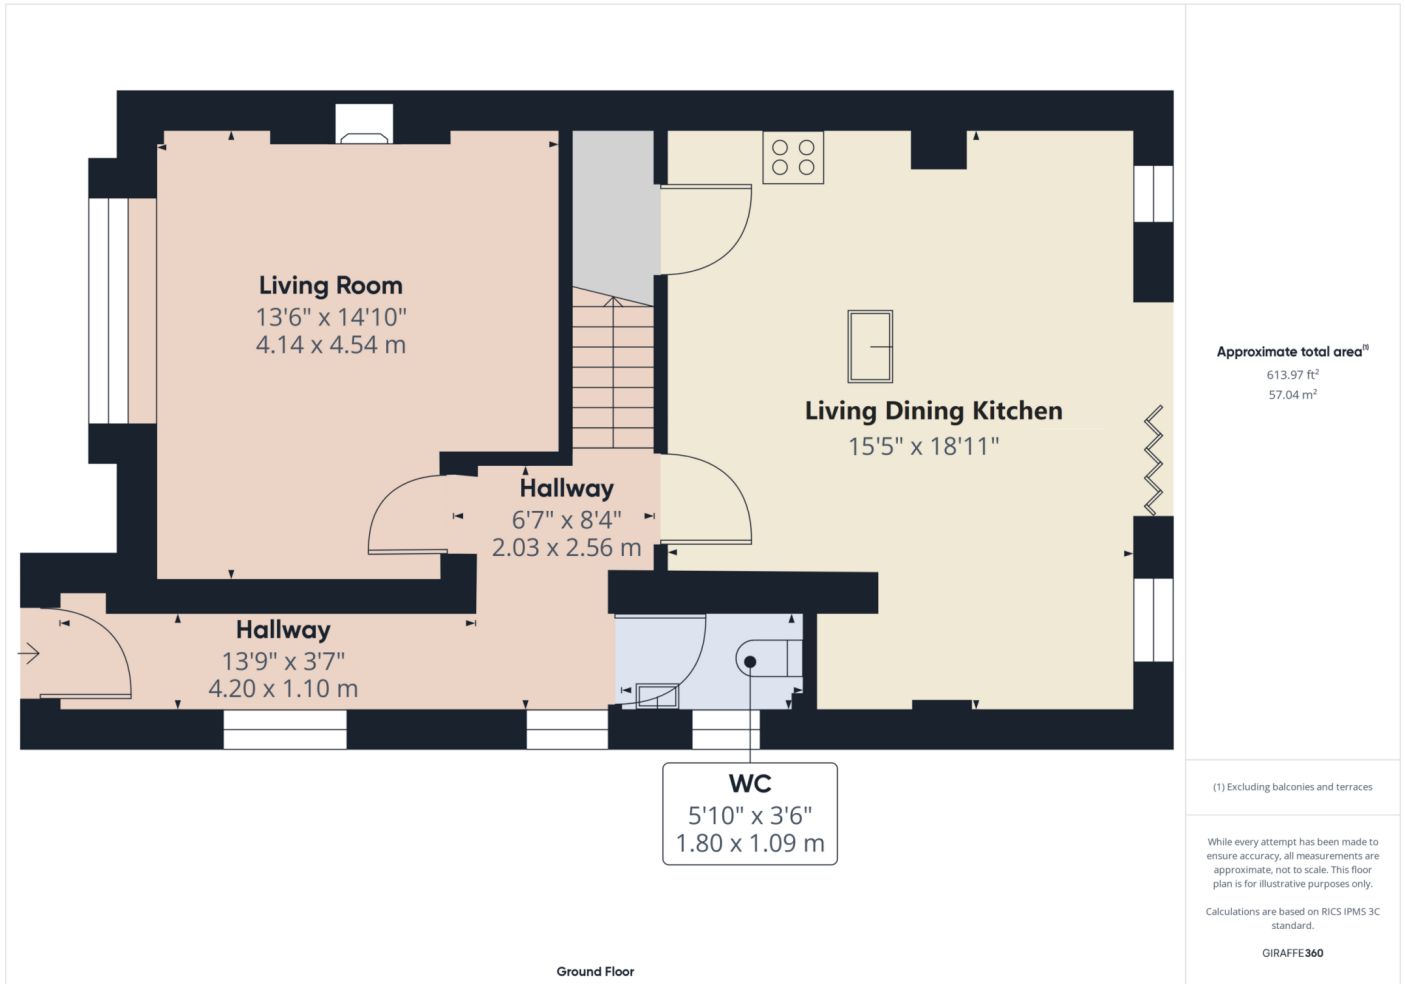 Living Room
13'6" x 14'10"
4.14 x 4.54 m
Living Dining Kitchen
15'5" x 18'11"
Hallway
6'7" x 8'4"
2.03 x 2.56 m
Hallway
13'9" x 3'7"
4.20 x 1.10 m
WC
5'10" x 3'6"
1.80 x 1.09 m
Ground Floor
Approximate total area(1)
613.97 ft²
57.04 m²
(1) Excluding balconies and terraces
While every attempt has been made to
ensure accuracy, all measurements are
approximate, not to scale. This floor
plan is for illustrative purposes only.
Calculations are based on RICS IPMS 3C
standard.
GIRAFFE360